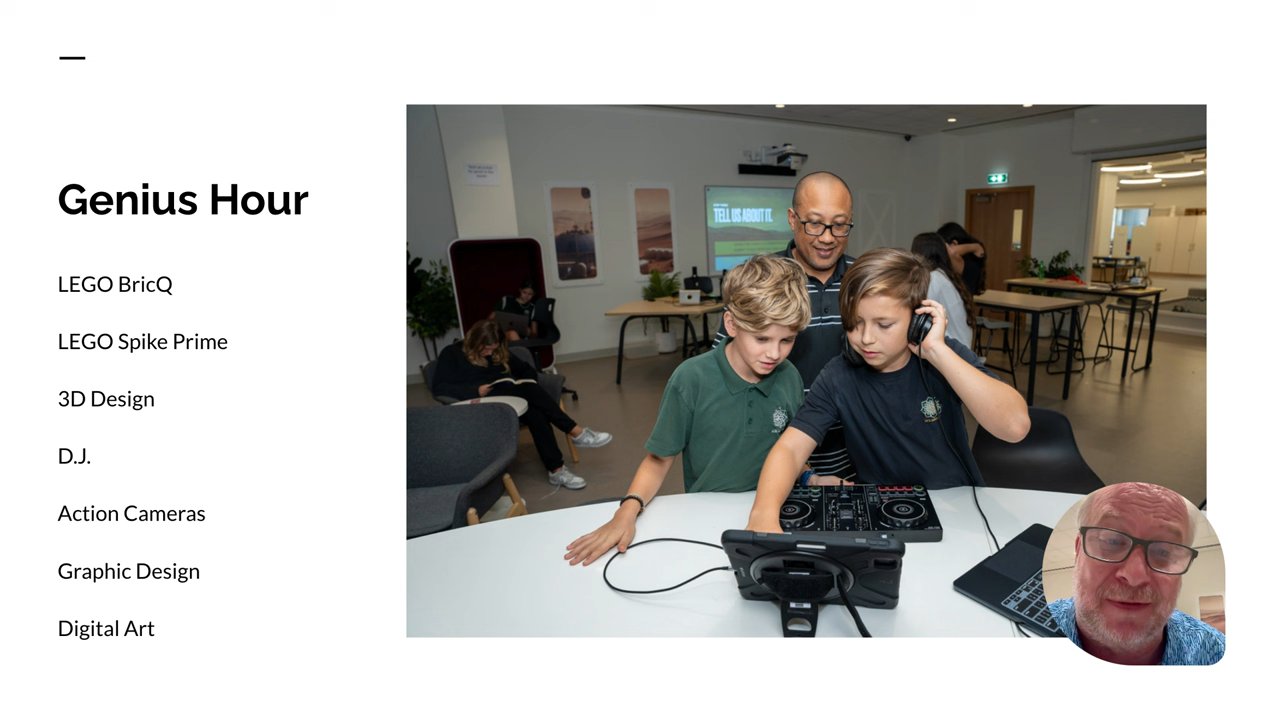 Genius Hour
LEGO BricQ
LEGO Spike Prime
3D Design
D.J.
Action Cameras
Graphic Design
Digital Art
TELL US ABOUT IT.